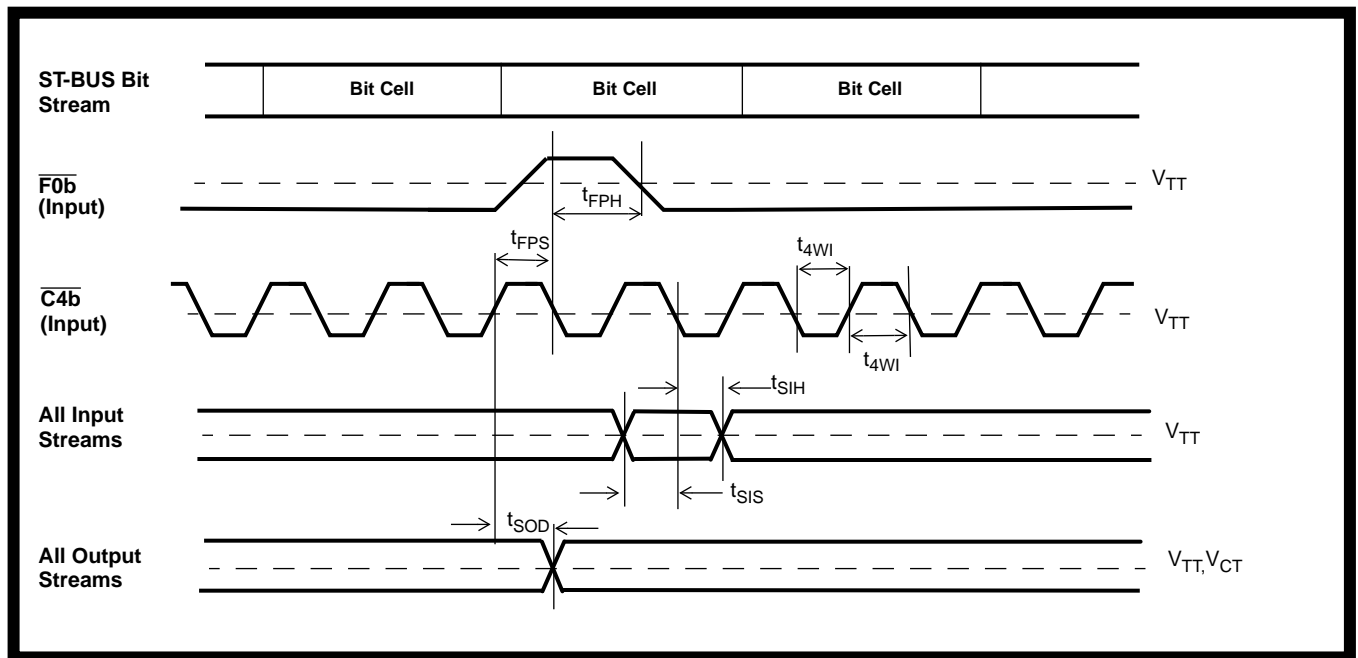 ST-BUS Bit
Stream
Bit Cell
Bit Cell
Bit Cell
F0b
(Input)
VTT
tFPH
tFPS
t4WI
C4b
(Input)
VTT
t4WI
tSIH
All Input
Streams
VTT
tSIS
tSOD
All Output
Streams
VTT,VCT